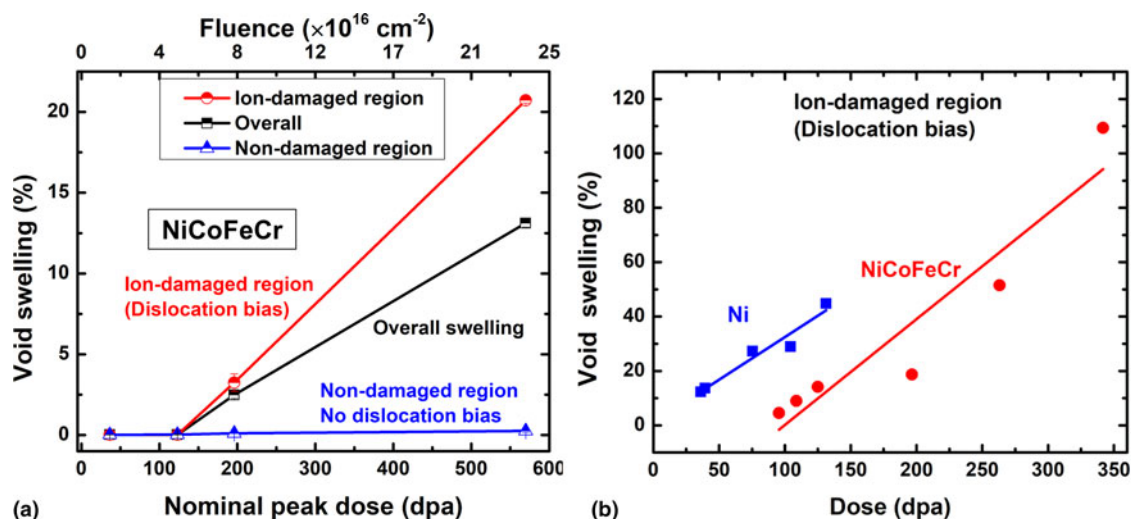 Fluence (×10¹⁶ cm⁻²)
0 4 8 13 17 21 25
Ion-damaged region
Overall
Non-damaged region
NiCoFeCr
Ion-damaged region
(Dislocation bias)
Overall swelling
Non-damaged region
No dislocation bias
Void swelling (%)
20
15
10
5
0
0 100 200 300 400 500 600
Nominal peak dose (dpa)
(a)
Ion-damaged region
(Dislocation bias)
Ni
NiCoFeCr
Void swelling (%)
120
100
80
60
40
20
0
0 50 100 150 200 250 300 350
Dose (dpa)
(b)